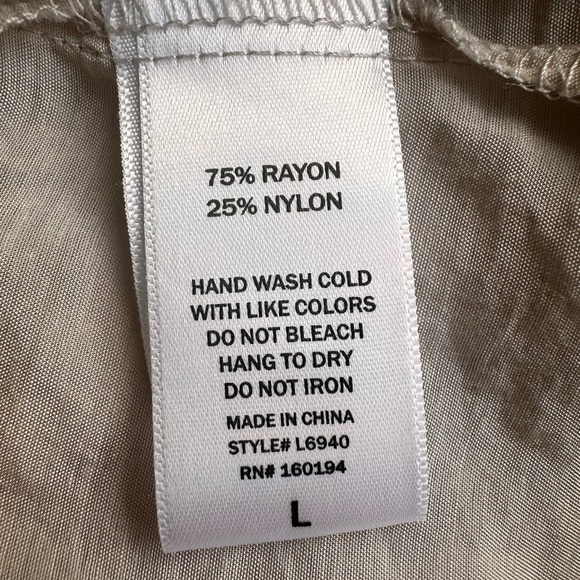 75% RAYON
25% NYLON
HAND WASH COLD
WITH LIKE COLORS
DO NOT BLEACH
HANG TO DRY
DO NOT IRON
MADE IN CHINA
STYLE# L6940
RN# 160194
L